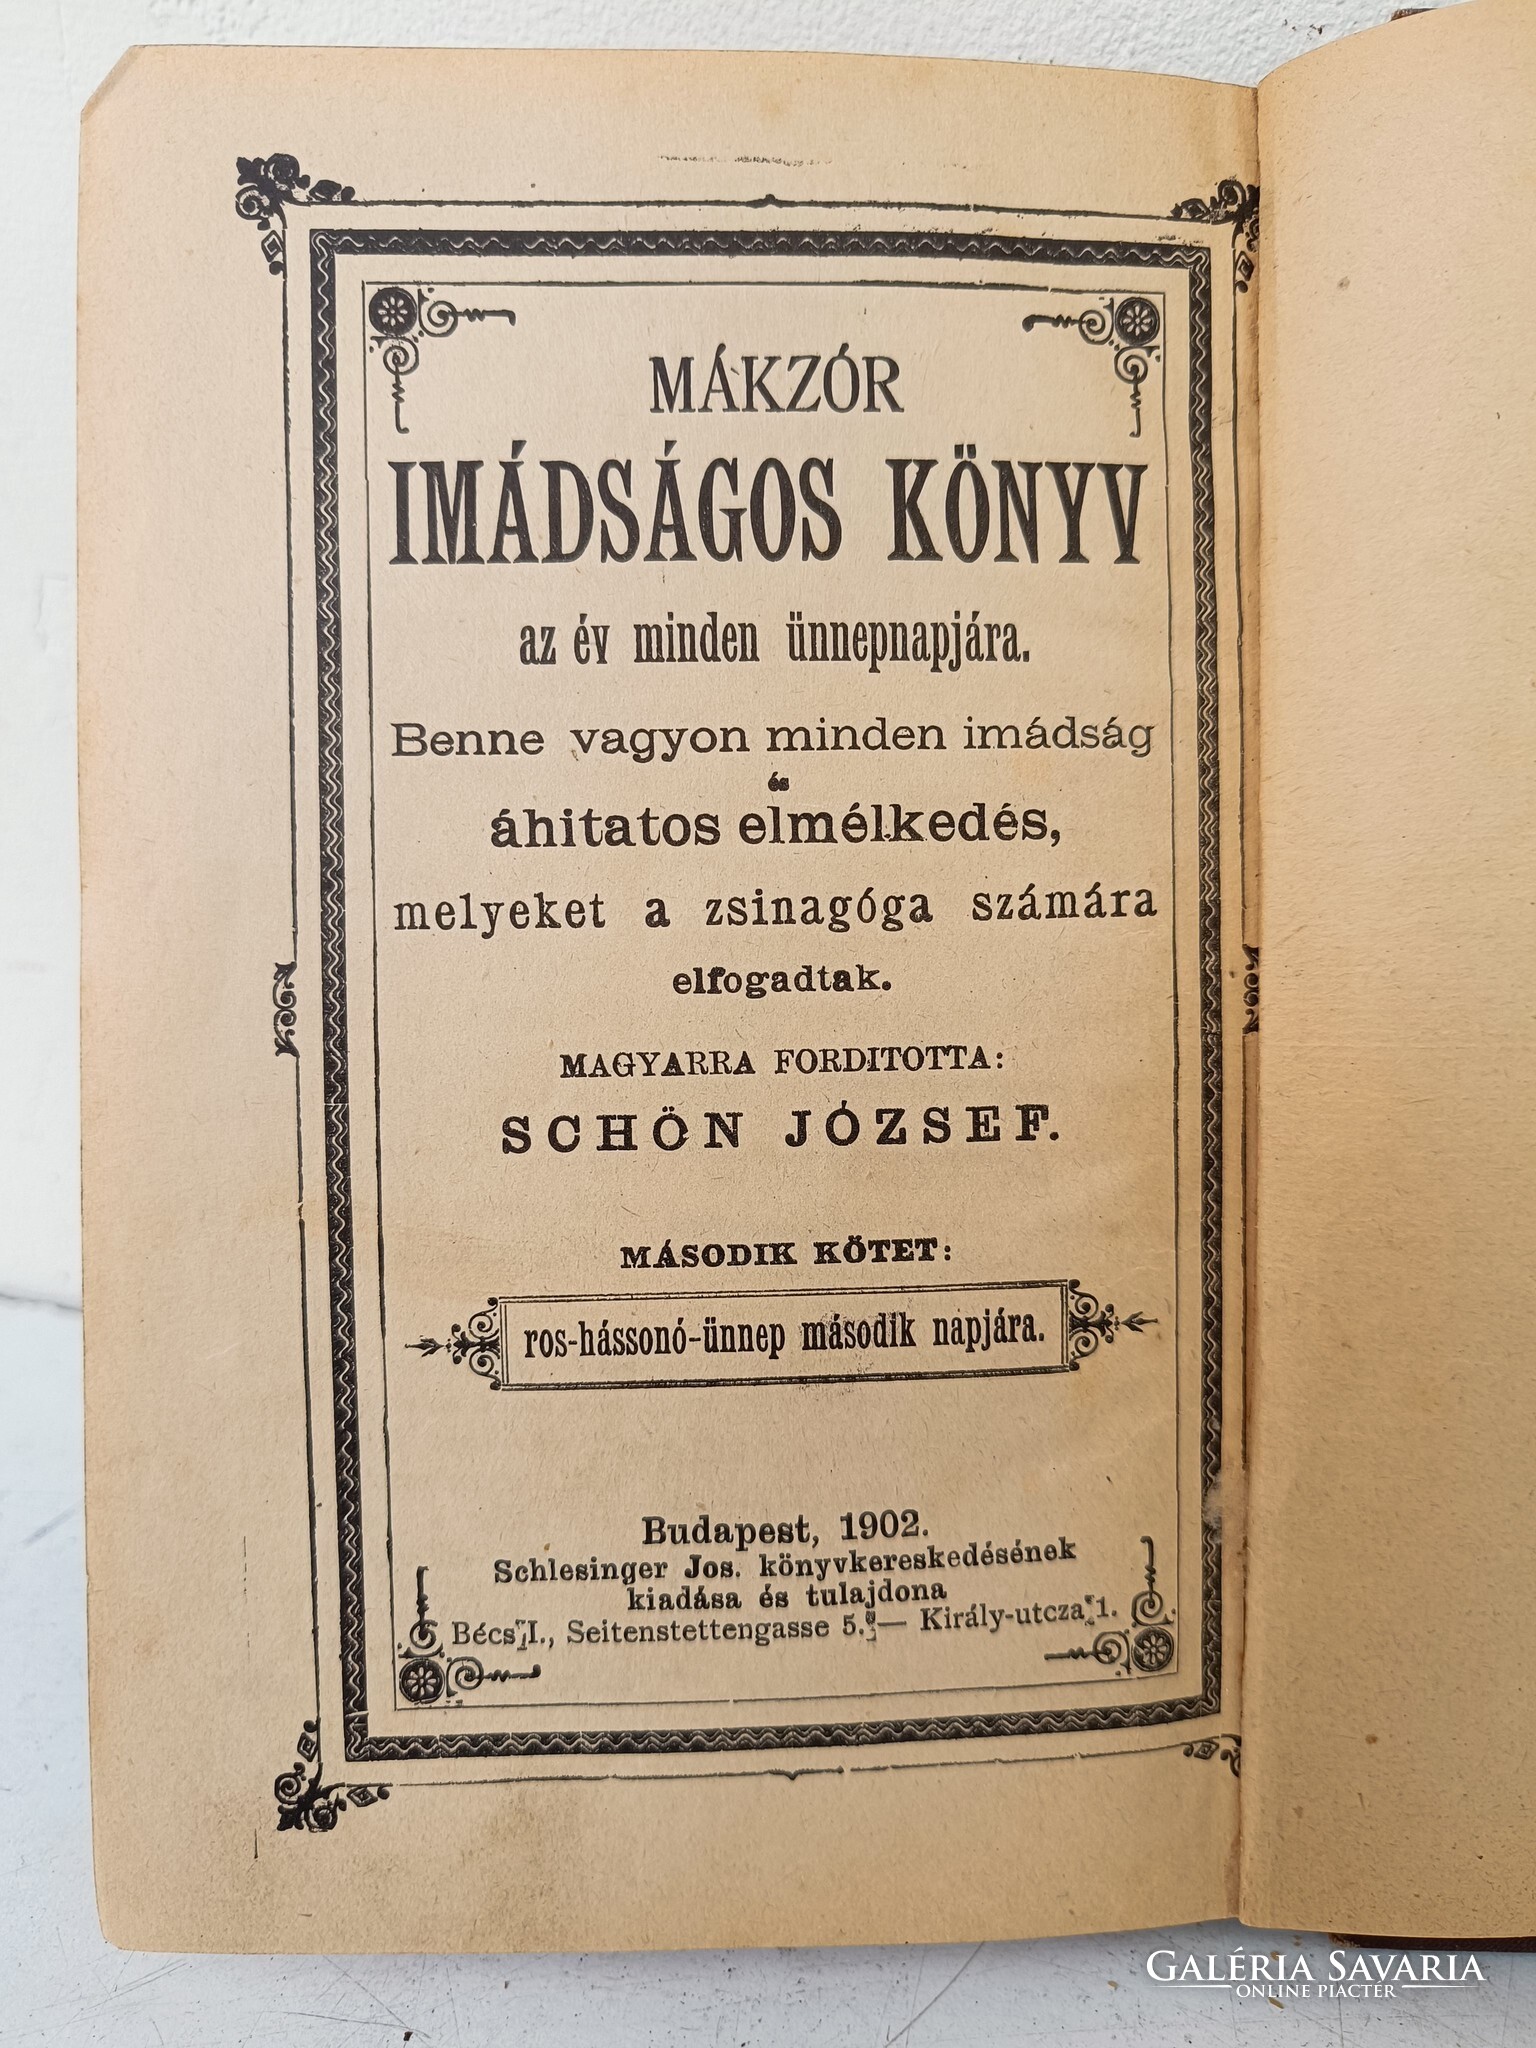 MÁKZÓR
IMÁDSÁGOS KÖNYV
az év minden ünnepnapjára.
Benne vagyon minden imádság
és
áhitatos elmélkedés,
melyeket a zsinagóga számára
elfogadtak.
MAGYARRA FORDITOTTA:
SCHÖN JÓZSEF.
MÁSODIK KÖTET:
ros-hássonó-ünnep második napjára.
Budapest, 1902.
Schlesinger Jos. könyvkereskedésének
kiadása és tulajdona
Bécs I., Seitenstettengasse 5. — Király-utcza 1.
GALÉRIA SAVARIA
ONLINE PIACTÉR